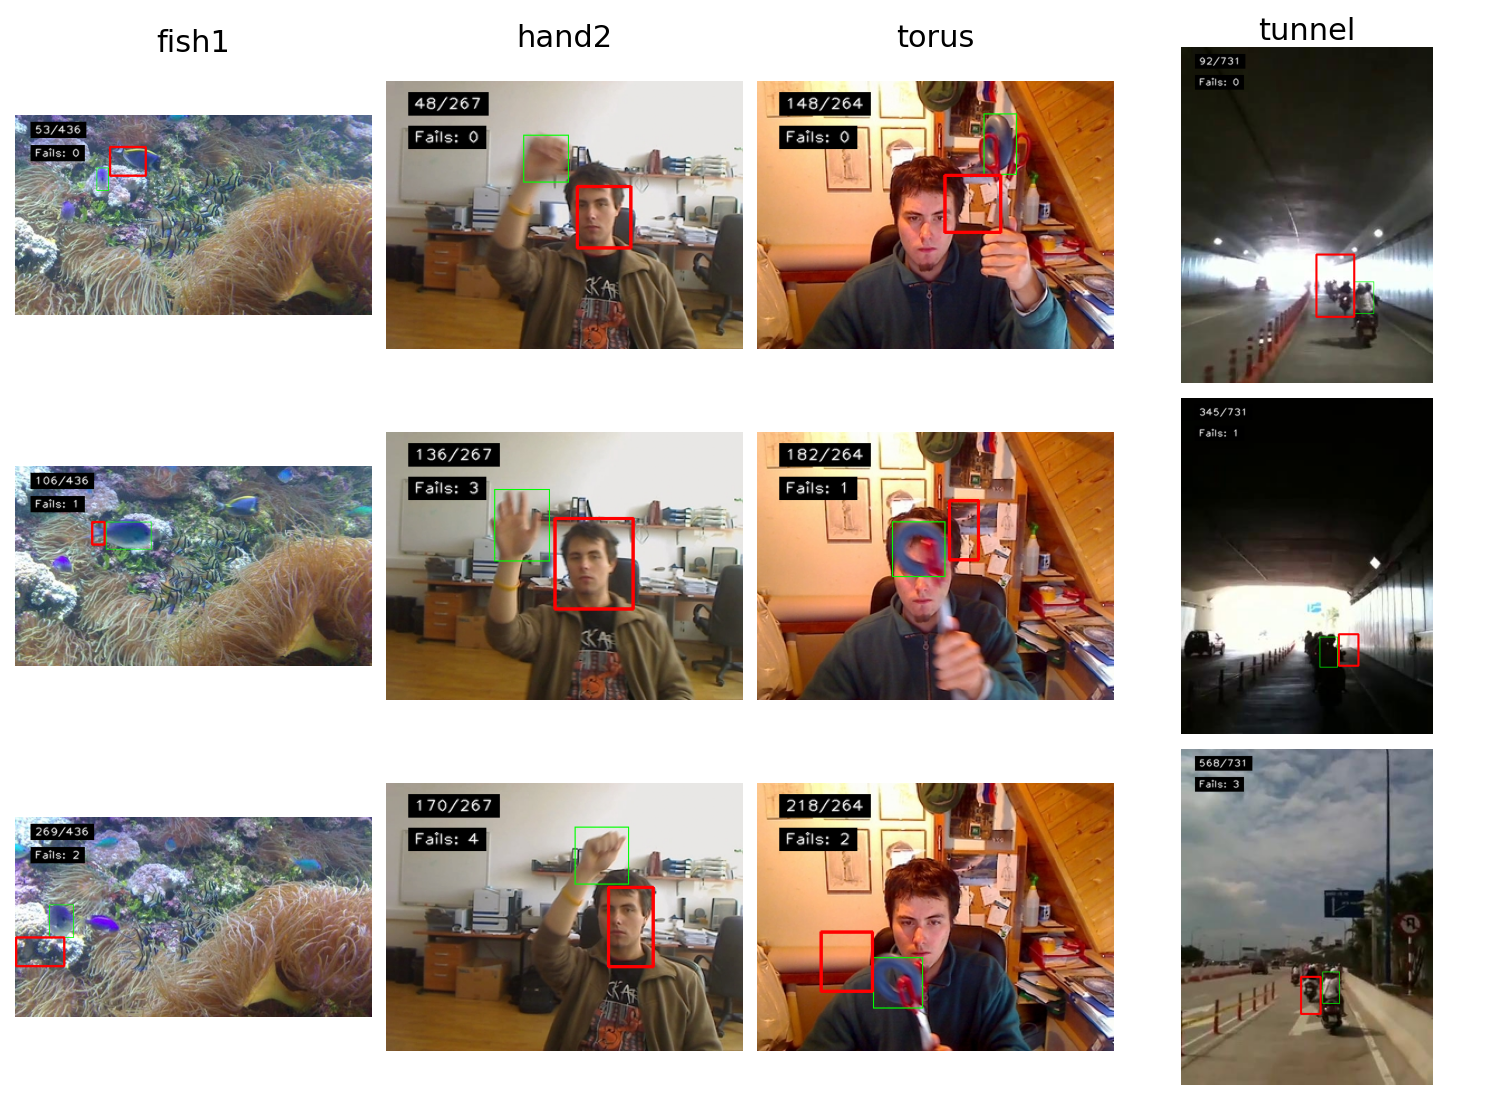 fish1
hand2
torus
tunnel
53/436
Fails: 0
48/267
Fails: 0
148/264
Fails: 0
92/731
Fails: 0
106/436
Fails: 1
136/267
Fails: 3
182/264
Fails: 1
345/731
Fails: 1
269/436
Fails: 2
170/267
Fails: 4
218/264
Fails: 2
568/731
Fails: 3